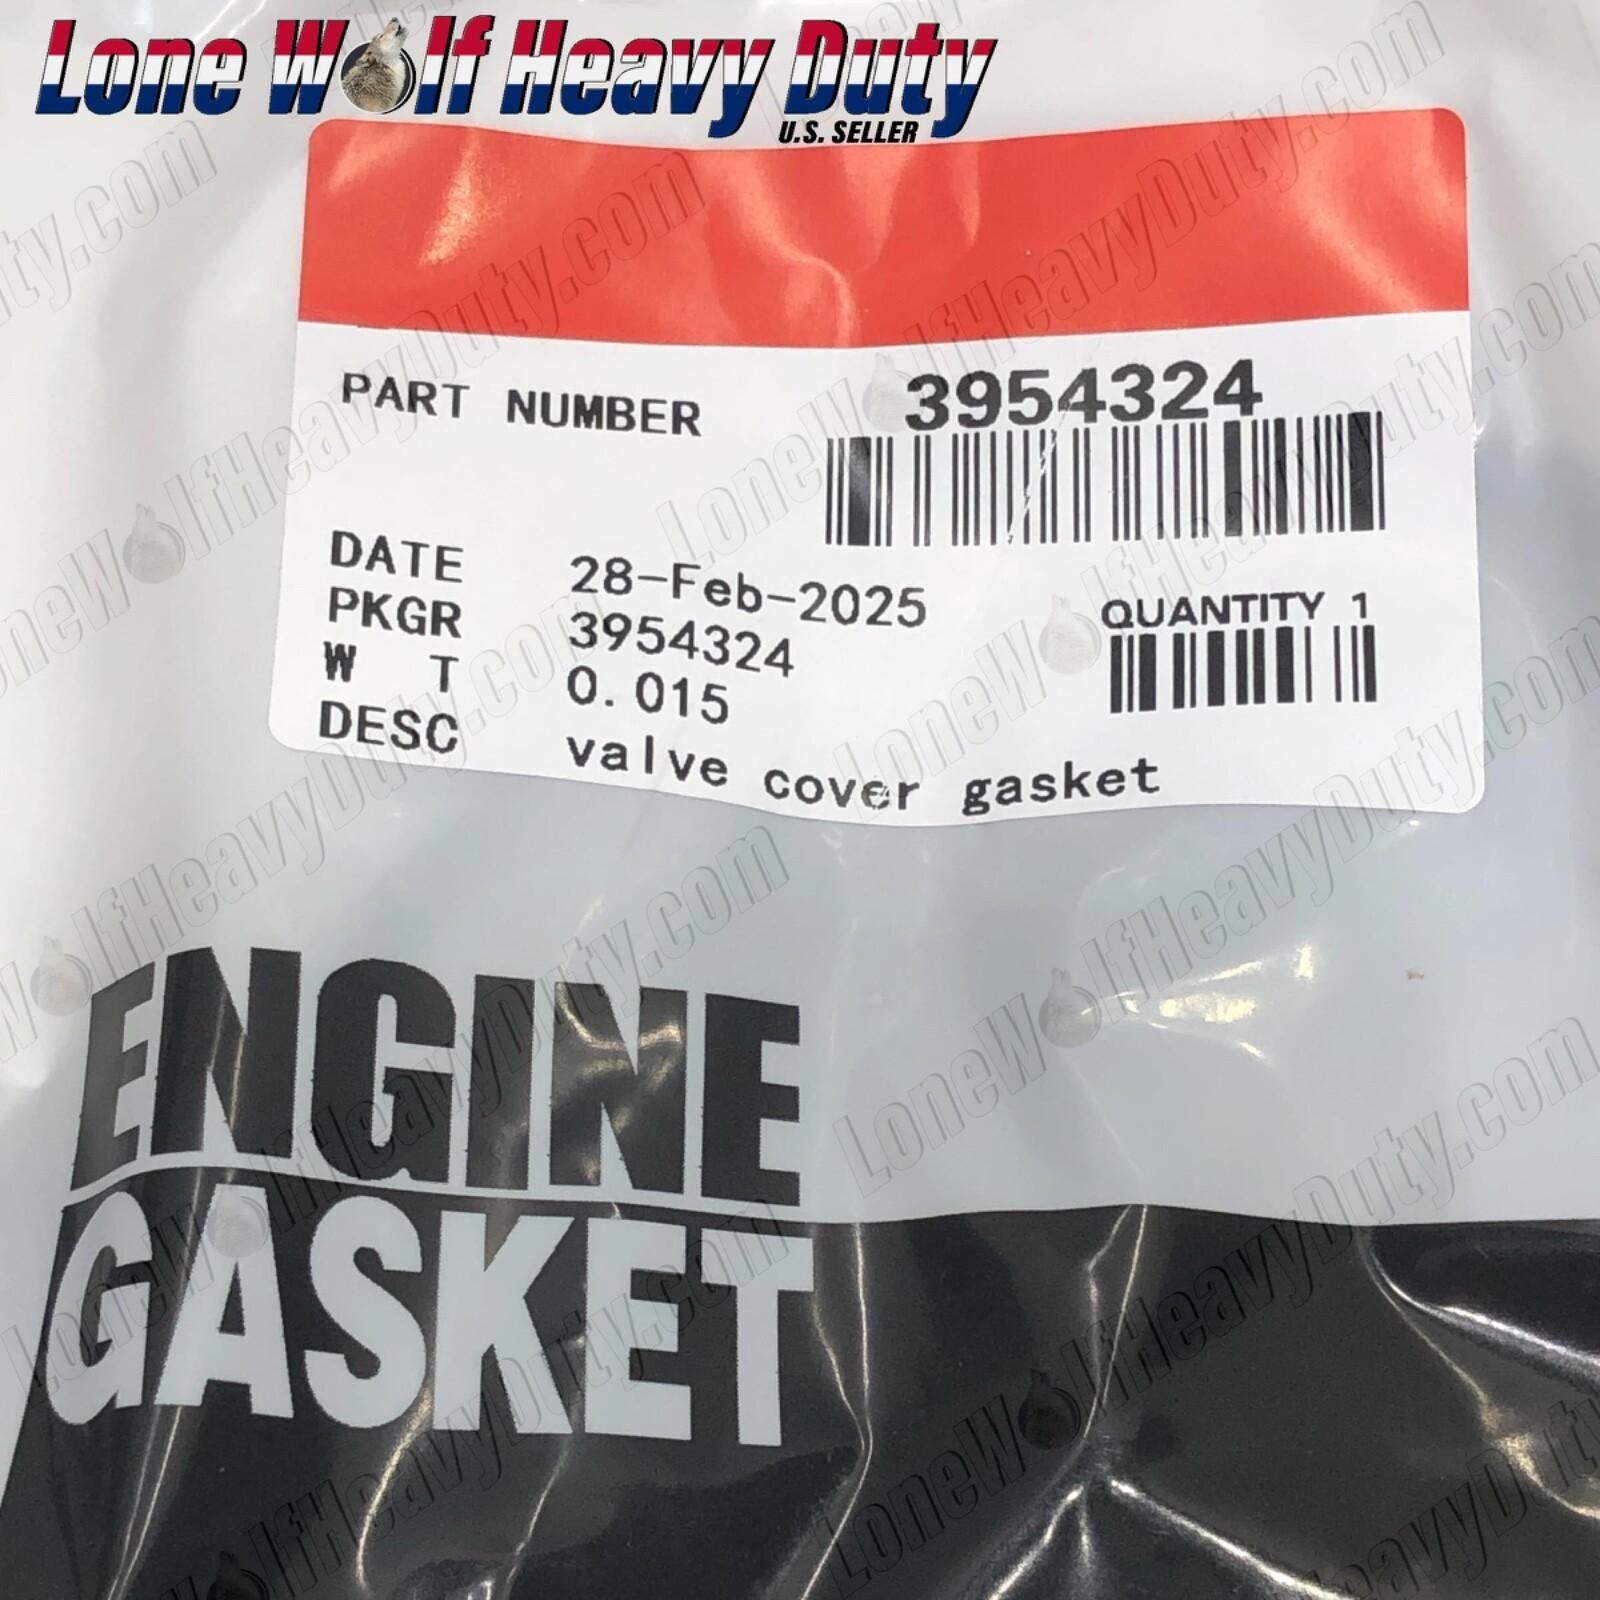 Lone Wolf Heavy Duty
U.S. SELLER
PART NUMBER 3954324
DATE 28-Feb-2025
PKGR 3954324
QUANTITY 1
W T 0.015
DESC valve cover gasket
ENGINE
GASKET
LoneWolfHeavyDuty.com